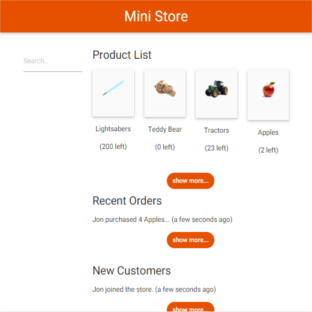 Mini Store
Search..
Product List
Lightsabers
(200 left)
Teddy Bear
(0 left)
Tractors
(23 left)
Apples
(2 left)
show more...
Recent Orders
Jon purchased 4 Apples... (a few seconds ago)
show more...
New Customers
Jon joined the store. (a few seconds ago)
show more...